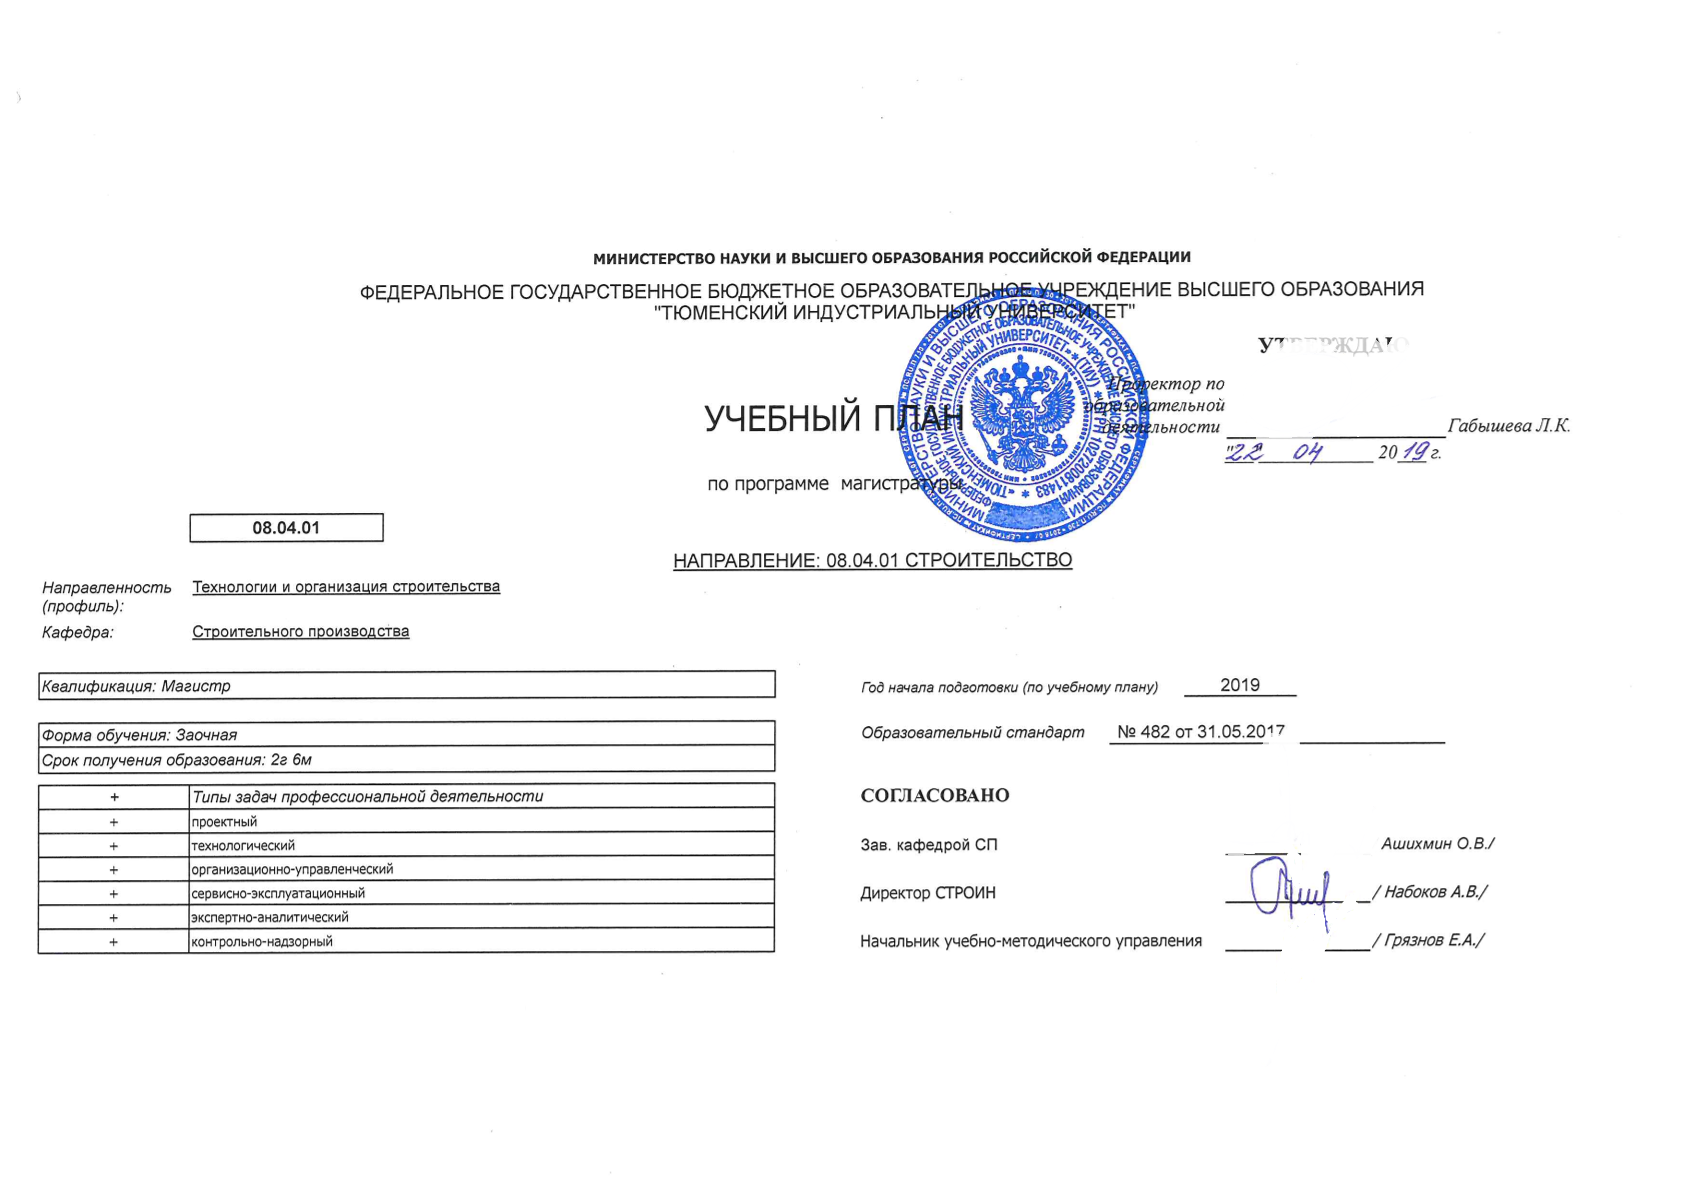 МИНИСТЕРСТВО НАУКИ И ВЫСШЕГО ОБРАЗОВАНИЯ РОССИЙСКОЙ ФЕДЕРАЦИИ
ФЕДЕРАЛЬНОЕ ГОСУДАРСТВЕННОЕ БЮДЖЕТНОЕ ОБРАЗОВАТЕЛЬНОЕ УЧРЕЖДЕНИЕ ВЫСШЕГО ОБРАЗОВАНИЯ
"ТЮМЕНСКИЙ ИНДУСТРИАЛЬНЫЙ УНИВЕРСИТЕТ"
УТВЕРЖДАЮ
Проректор по
образовательной
деятельности Габышева Л.К.
"22" 04 2019 г.
УЧЕБНЫЙ ПЛАН
по программе магистратуры
08.04.01
НАПРАВЛЕНИЕ: 08.04.01 СТРОИТЕЛЬСТВО
Направленность Технологии и организация строительства
(профиль):
Кафедра: Строительного производства
Квалификация: Магистр
Форма обучения: Заочная
Срок получения образования: 2г 6м
+ Типы задач профессиональной деятельности
+ проектный
+ технологический
+ организационно-управленческий
+ сервисно-эксплуатационный
+ экспертно-аналитический
+ контрольно-надзорный
Год начала подготовки (по учебному плану) 2019
Образовательный стандарт № 482 от 31.05.2017
СОГЛАСОВАНО
Зав. кафедрой СП Ашихмин О.В./
Директор СТРОИН / Набоков А.В./
Начальник учебно-методического управления / Грязнов Е.А./